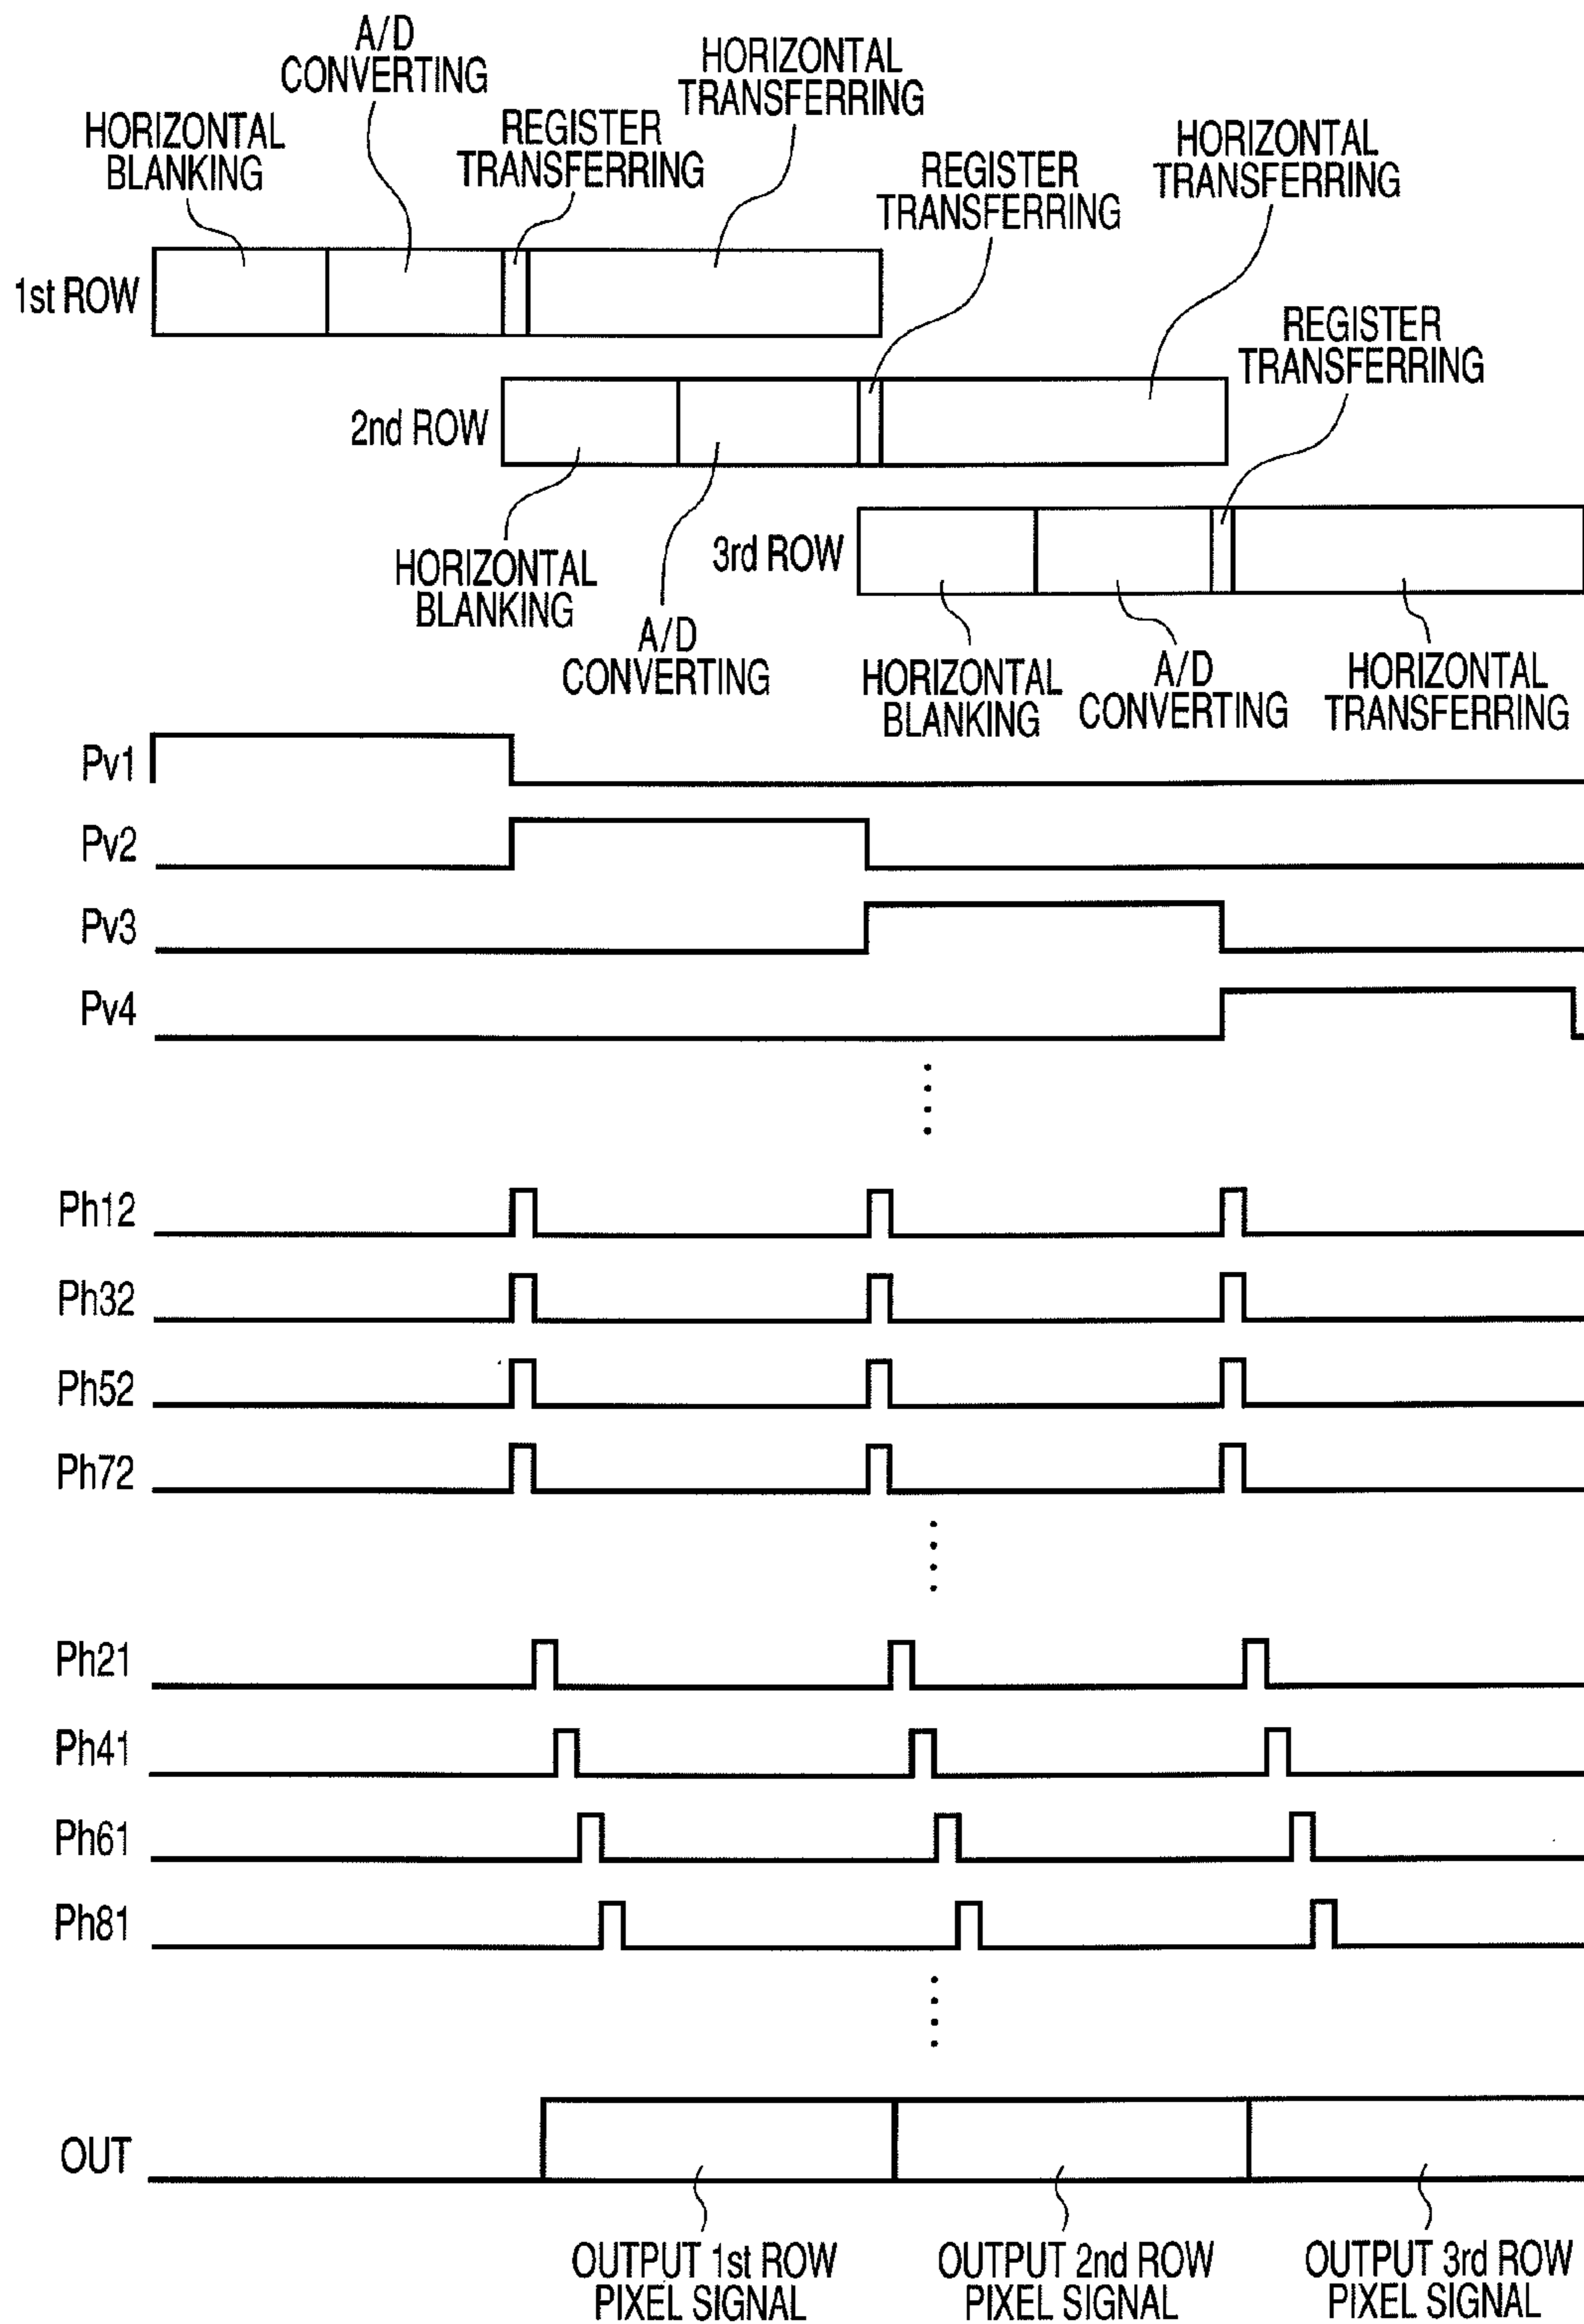 A/D
CONVERTING
HORIZONTAL
TRANSFERRING
HORIZONTAL
BLANKING
REGISTER
TRANSFERRING
HORIZONTAL
TRANSFERRING
REGISTER
TRANSFERRING
1st ROW
REGISTER
TRANSFERRING
2nd ROW
3rd ROW
HORIZONTAL
BLANKING
A/D
CONVERTING
HORIZONTAL
BLANKING
A/D
CONVERTING
HORIZONTAL
TRANSFERRING
Pv1
Pv2
Pv3
Pv4
Ph12
Ph32
Ph52
Ph72
Ph21
Ph41
Ph61
Ph81
OUT
OUTPUT 1st ROW
PIXEL SIGNAL
OUTPUT 2nd ROW
PIXEL SIGNAL
OUTPUT 3rd ROW
PIXEL SIGNAL